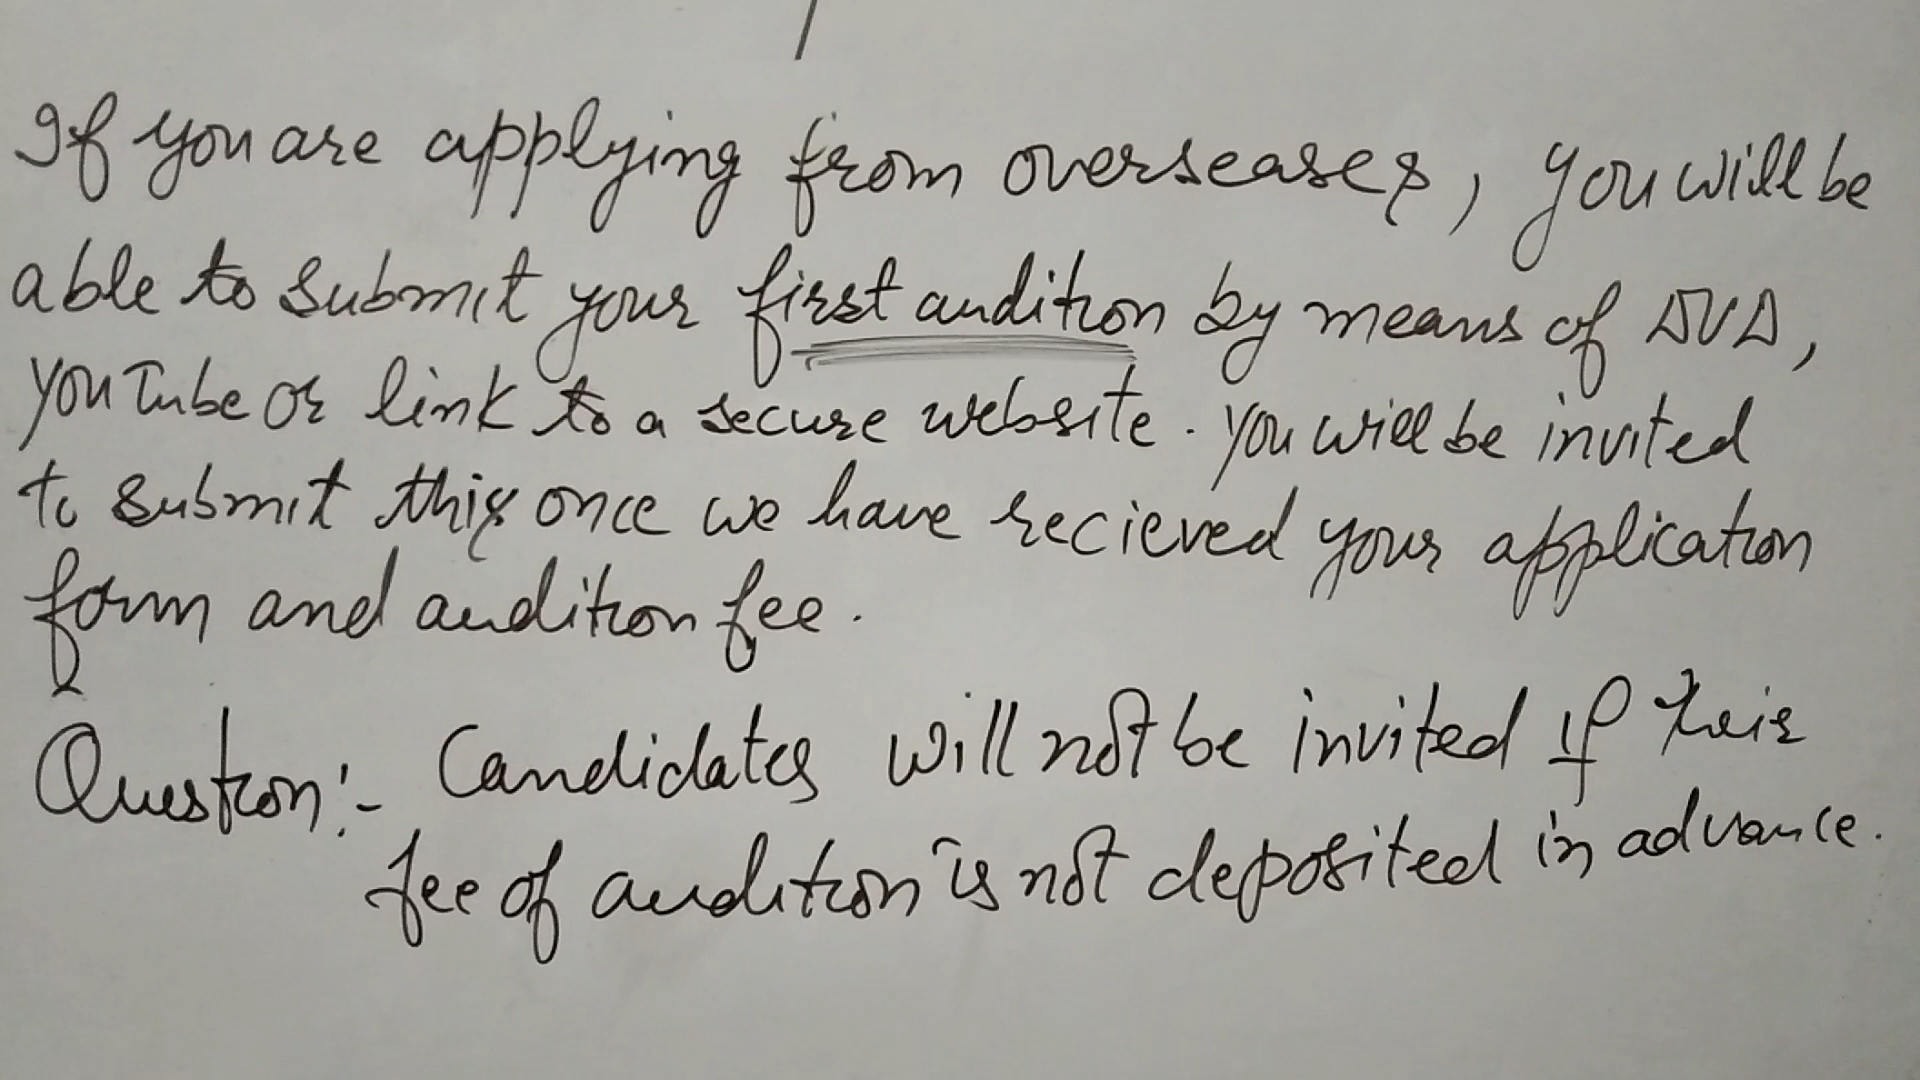 If you are applying from overseases, you will be
able to submit your first audition by means of DVD,
YouTube or link to a secure website. You will be invited
to submit this once we have recieved your application
form and audition fee.
Question:- Candidates will not be invited if their
fee of audition is not deposited in advance.